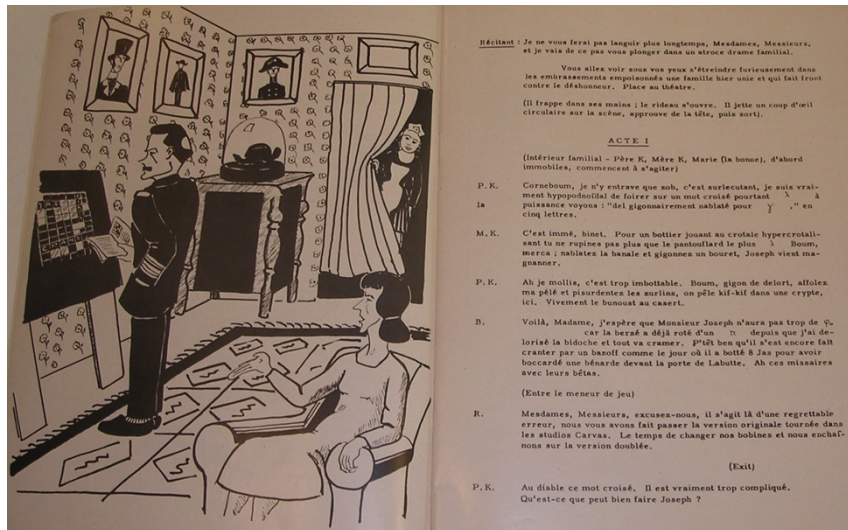 Récitant : Je ne vous ferai pas languir plus longtemps, Mesdames, Messieurs,
et je vais de ce pas vous plonger dans un atroce drame familial.
Vous allez voir sous vos yeux s'étreindre furieusement dans
les embrassements empoisonnés une famille hier unie et qui fait front
contre le déshonneur. Place au théatre.
(Il frappe dans ses mains ; le rideau s'ouvre. Il jette un coup d'œil
circulaire sur la scène, approuve de la tête, puis sort).
ACTE I
(Intérieur familial - Père K, Mère K, Marie (la bonne), d'abord
immobiles, commencent à s'agiter)
P.K. Corneboum, je n'y entrave que nob, c'est surlecutant, je suis vrai-
ment hypopodnoïdal de foirer sur un mot croisé pourtant λ à
la puissance voyons : "del gigonnairement nablaté pour γ ." en
cinq lettres.
M.K. C'est immé, binet. Pour un bottier jouant au crotale hypercrotali-
sant tu ne rupines pas plus que le pantouflard le plus λ Boum,
merca ; nablatez la banale et gigonnez un bouret, Joseph vient ma-
gnanner.
P.K. Ah je mollis, c'est trop imbottable. Boum, gigon de delort, affolez
ma pélé et pisurdentez les surlins, on pèle kif-kif dans une crypte,
ici. Vivement le bunoust au casert.
B. Voilà, Madame, j'espère que Monsieur Joseph n'aura pas trop de φ
car la berzé a déjà roté d'un π depuis que j'ai de-
lorisé la bidoche et tout va cramer. P'têt ben qu'il s'est encore fait
cranter par un banoff comme le jour où il a botté 8 Jas pour avoir
boccardé une bénarde devant la porte de Labutte. Ah ces missaires
avec leurs bêtas.
(Entre le meneur de jeu)
R. Mesdames, Messieurs, excusez-nous, il s'agit là d'une regrettable
erreur, nous vous avons fait passer la version originale tournée dans
les studios Carvas. Le temps de changer nos bobines et nous enchaî-
nons sur la version doublée.
(Exit)
P.K. Au diable ce mot croisé. Il est vraiment trop compliqué.
Qu'est-ce que peut bien faire Joseph ?